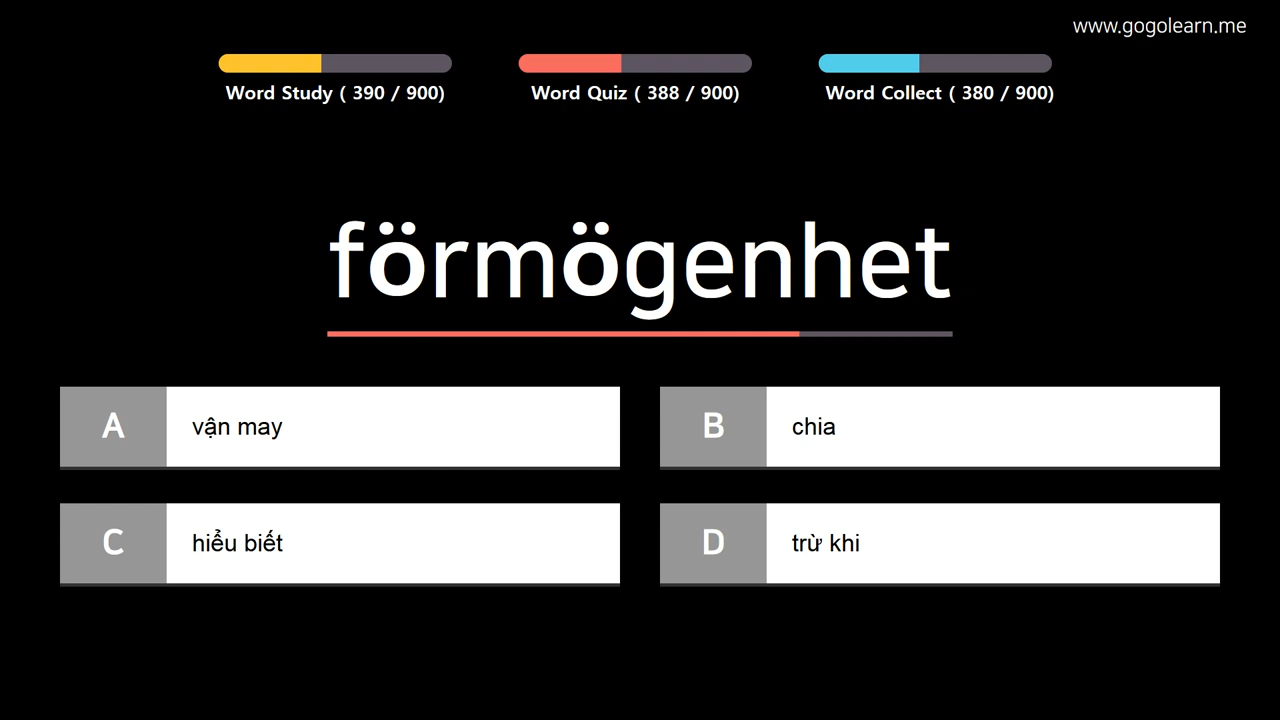 www.gogolearn.me
Word Study ( 390 / 900)
Word Quiz ( 388 / 900)
Word Collect ( 380 / 900)
förmögenhet
A
vận may
B
chia
C
hiểu biết
D
trừ khi